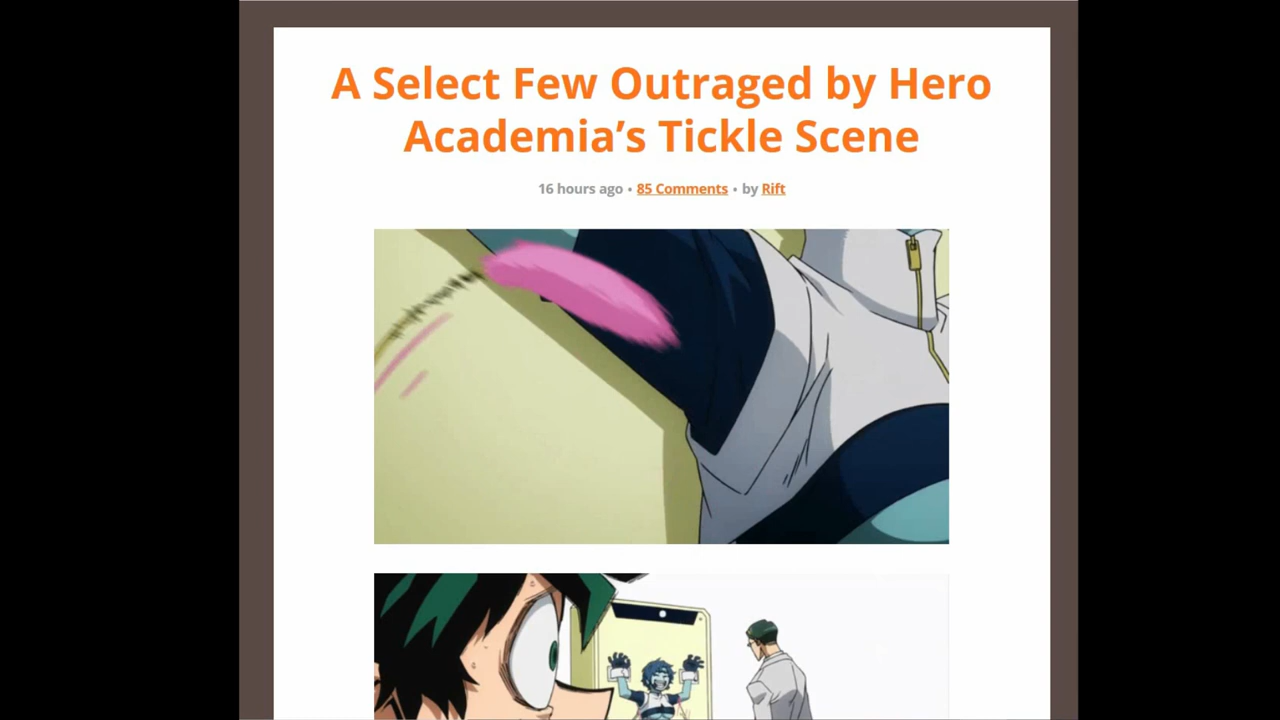 A Select Few Outraged by Hero
Academia’s Tickle Scene
16 hours ago • 85 Comments • by Rift